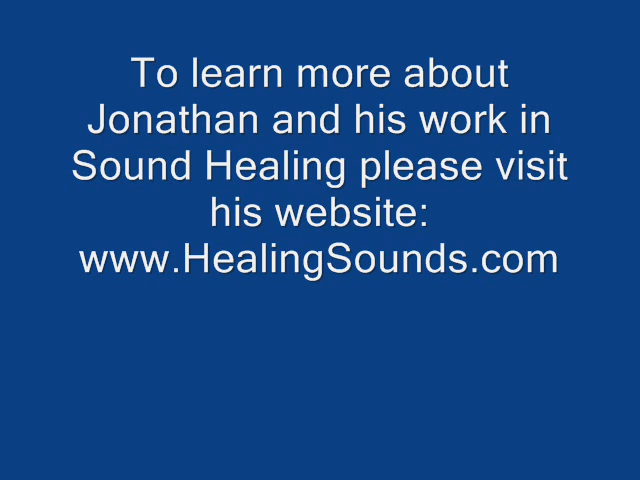 To learn more about
Jonathan and his work in
Sound Healing please visit
his website:
www.HealingSounds.com